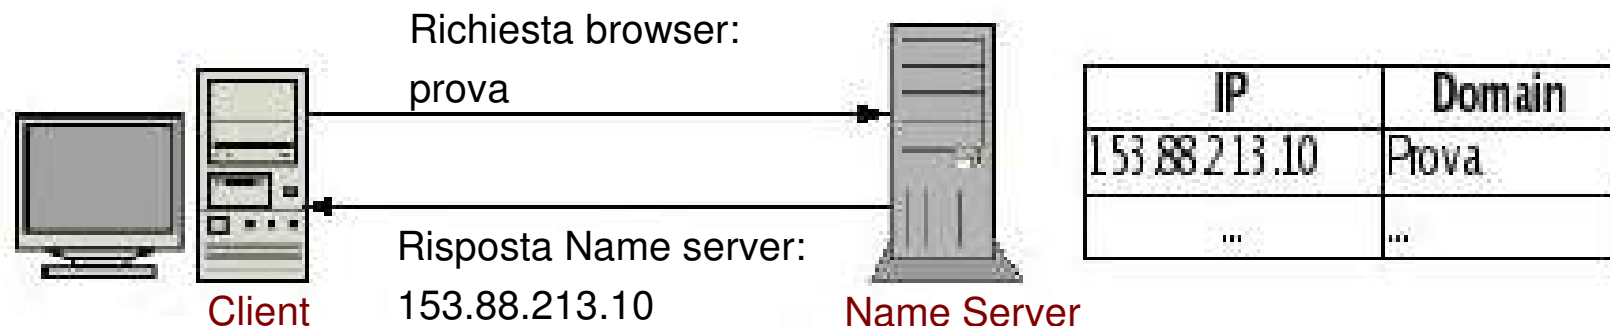 Richiesta browser:
prova
Risposta Name server:
153.88.213.10
Client
Name Server
IP Domain
153.88.213.10 Prova
... ...